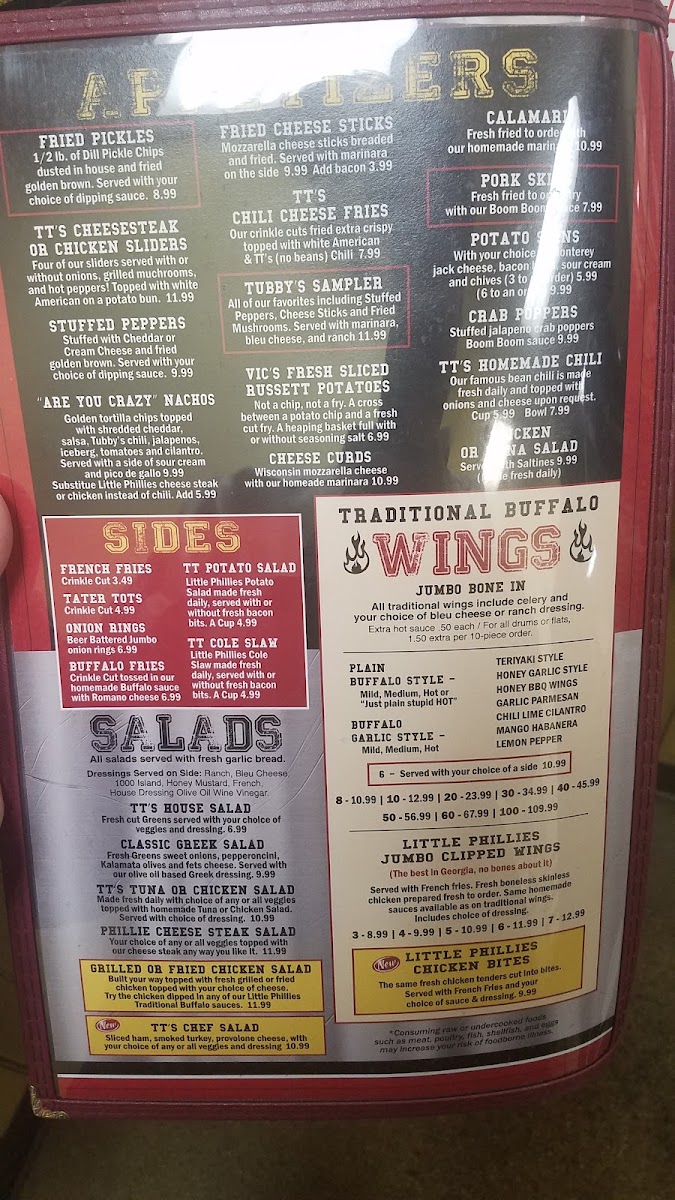 APPETIZERS
FRIED PICKLES
1/2 lb. of Dill Pickle Chips
dusted in house and fried
golden brown. Served with your
choice of dipping sauce. 8.99
TT'S CHEESESTEAK
OR CHICKEN SLIDERS
Four of our sliders served with or
without onions, grilled muchrooms,
and hot peppers! Topped with white
American on a potato bun. 11.99
STUFFED PEPPERS
Stuffed with Cheddar or
Cream Cheese and fried
golden brown. Served with your
choice of dipping sauce. 9.99
"ARE YOU CRAZY" NACHOS
Golden tortilla chips topped
with shredded cheddar,
salsa, Tubby's chili, jalapenos,
iceberg, tomatoes and cilantro.
Served with a side of sour cream
and pico de gallo 9.99
Substitue Little Phillies cheese steak
or chicken instead of chili. Add 5.99
FRIED CHEESE STICKS
Mozzarella cheese sticks breaded
and fried. Served with marinara
on the side 9.99 Add bacon 3.99
TT'S
CHILI CHEESE FRIES
Our crinkle cuts fried extra crispy
topped with white American
& TT's (no beans) Chili 7.99
TUBBY'S SAMPLER
All of our favorites including Stuffed
Peppers, Cheese Sticks and Fried
Mushrooms. Served with marinara,
bleu cheese, and ranch 11.99
VIC'S FRESH SLICED
RUSSETT POTATOES
Not a chip, not a fry. A cross
between a potato chip and a fresh
cut fry. A heaping basket full with
or without seasoning salt 6.99
CHEESE CURDS
Wisconsin mozzarella cheese
with our homeade marinara 10.99
CALAMARI
Fresh fried to order with
our homemade marinara 10.99
PORK
Fresh fried to
with our Boom Boom 7.99
POTATO
With your choice
jack cheese, bacon sour cream
and chives (3 to order) 5.99
(6 to an 9.99
CRAB POPPERS
Stuffed jalapeno crab poppers
Boom Boom sauce 9.99
TT'S HOMEMADE CHILI
Our famous bean chili is made
fresh daily and topped with
onions and cheese upon request.
Cup 5.99 Bowl 7.99
CHICKEN
OR TUNA SALAD
Served with Saltines 9.99
fresh daily)
SIDES
FRENCH FRIES
Crinkle Cut 3.49
TATER TOTS
Crinkle Cut 4.99
ONION RINGS
Beer Battered Jumbo
onion rings 6.99
BUFFALO FRIES
Crinkle Cut tossed in our
homemade Buffalo sauce
with Romano cheese 6.99
TT POTATO SALAD
Little Phillies Potato
Salad made fresh
daily, served with or
without fresh bacon
bits. A Cup 4.99
TT COLE SLAW
Little Phillies Cole
Slaw made fresh
daily, served with or
without fresh bacon
bits. A Cup 4.99
SALADS
All salads served with fresh garlic bread.
Dressings Served on Side: Ranch, Bleu Cheese,
1000 Island, Honey Mustard, French,
House Dressing Olive Oil Wine Vinegar.
TT'S HOUSE SALAD
Fresh cut Greens served with your choice of
veggies and dressing. 6.99
CLASSIC GREEK SALAD
Fresh Greens sweet onions, pepperoncini,
Kalamata olives and fets cheese. Served with
our olive oil based Greek dressing. 9.99
TT'S TUNA OR CHICKEN SALAD
Made fresh daily with choice of any or all veggies
topped with homemade Tuna or Chicken Salad.
Served with choice of dressing. 10.99
PHILLIE CHEESE STEAK SALAD
Your choice of any or all veggies topped with
our cheese steak any way you like it. 11.99
GRILLED OR FRIED CHICKEN SALAD
Built your way topped with fresh grilled or fried
chicken topped with your choice of cheese.
Try the chicken dipped in any of our Little Phillies
Traditional Buffalo sauces. 11.99
New
TT'S CHEF SALAD
Sliced ham, smoked turkey, provolone cheese, with
your choice of any or all veggies and dressing 10.99
TRADITIONAL BUFFALO
WINGS
JUMBO BONE IN
All traditional wings include celery and
your choice of bleu cheese or ranch dressing.
Extra hot sauce .50 each / For all drums or flats,
1.50 extra per 10-piece order.
PLAIN
BUFFALO STYLE –
Mild, Medium, Hot or
"Just plain stupid HOT"
BUFFALO
GARLIC STYLE –
Mild, Medium, Hot
TERIYAKI STYLE
HONEY GARLIC STYLE
HONEY BBQ WINGS
GARLIC PARMESAN
CHILI LIME CILANTRO
MANGO HABANERA
LEMON PEPPER
6 – Served with your choice of a side 10.99
8 - 10.99 | 10 - 12.99 | 20 - 23.99 | 30 - 34.99 | 40 - 45.99
50 - 56.99 | 60 - 67.99 | 100 - 109.99
LITTLE PHILLIES
JUMBO CLIPPED WINGS
(The best in Georgia, no bones about it)
Served with French fries. Fresh boneless skinless
chicken prepared fresh to order. Same homemade
sauces available as on traditional wings.
Includes choice of dressing.
3 - 8.99 | 4 - 9.99 | 5 - 10.99 | 6 - 11.99 | 7 - 12.99
New
LITTLE PHILLIES
CHICKEN BITES
The same fresh chicken tenders cut into bites.
Served with French Fries and your
choice of sauce & dressing. 9.99
*Consuming raw or undercooked foods
such as meat, poultry, fish, shellfish, and eggs
may increase your risk of foodborne illness.